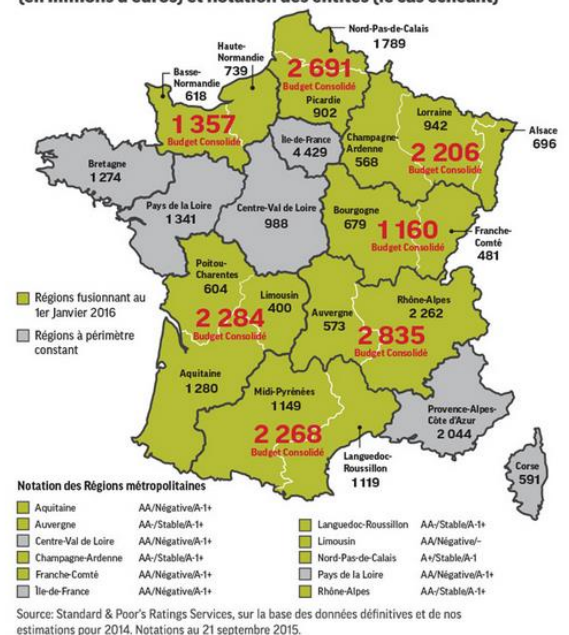 (en millions d'euros) et notation des entités (le cas échéant)
Nord-Pas-de-Calais
1 789
Haute-
Normandie
739
2 691
Budget Consolidé
Basse-
Normandie
618
Picardie
902
Lorraine
942
Alsace
696
1 357
Budget Consolidé
Île-de-France
4 429
Champagne-
Ardenne
568
2 206
Budget Consolidé
Bretagne
1 274
Pays de la Loire
1 341
Centre-Val de Loire
988
Bourgogne
679
1 160
Budget Consolidé
Franche-
Comté
481
Poitou-
Charentes
604
Limousin
400
Auvergne
573
Rhône-Alpes
2 262
Régions fusionnant au
1er Janvier 2016
Régions à périmètre
constant
2 284
Budget Consolidé
2 835
Budget Consolidé
Aquitaine
1 280
Midi-Pyrénées
1 149
Provence-Alpes-
Côte d'Azur
2 044
2 268
Budget Consolidé
Languedoc-
Roussillon
1 119
Corse
591
Notation des Régions métropolitaines
Aquitaine AA/Négative/A-1+
Auvergne AA-/Stable/A-1+
Centre-Val de Loire AA/Négative/A-1+
Champagne-Ardenne AA-/Stable/A-1+
Franche-Comté AA/Négative/A-1+
Île-de-France AA/Négative/A-1+
Languedoc-Roussillon AA-/Stable/A-1+
Limousin AA/Négative/–
Nord-Pas-de-Calais A+/Stable/A-1
Pays de la Loire AA/Négative/A-1+
Rhône-Alpes AA-/Stable/A-1+
Source: Standard & Poor's Ratings Services, sur la base des données définitives et de nos
estimations pour 2014. Notations au 21 septembre 2015.